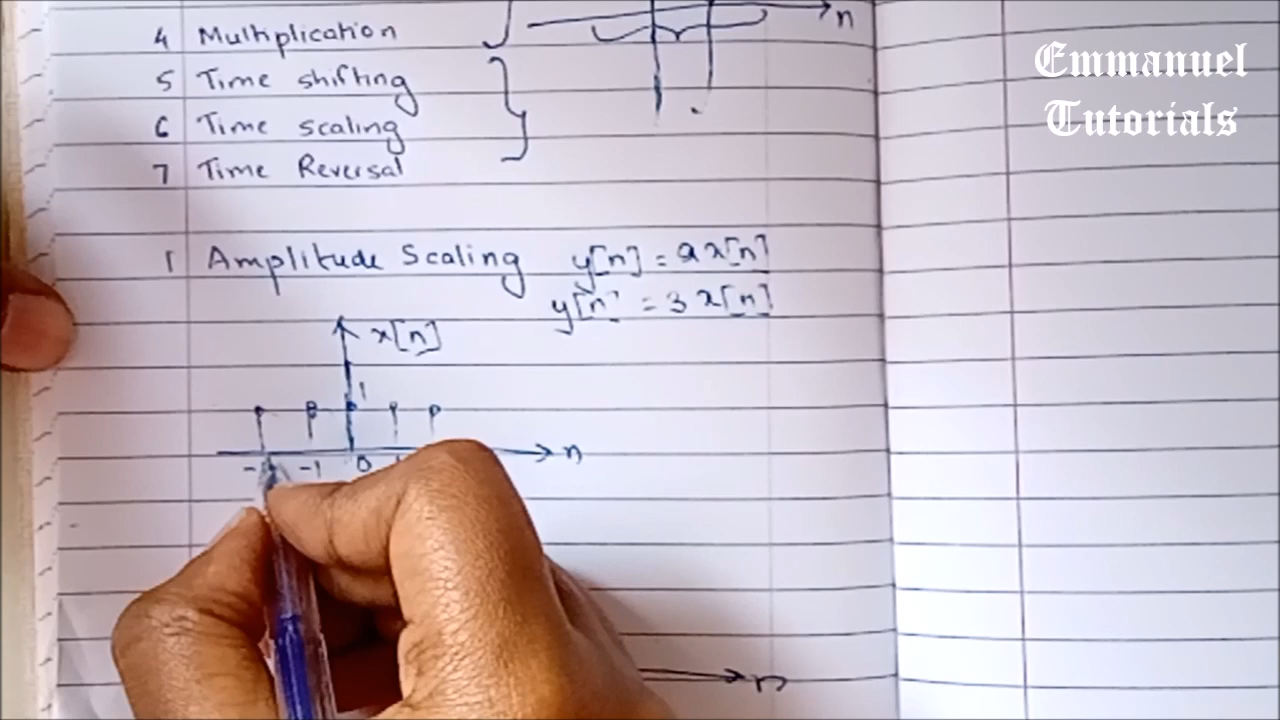 n
4 Multiplication
5 Time shifting
6 Time scaling
7 Time Reversal
Emmanuel
Tutorials
1 Amplitude Scaling y[n] = a x[n]
y[n] = 3 x[n]
x[n]
1
n
-1 0
n